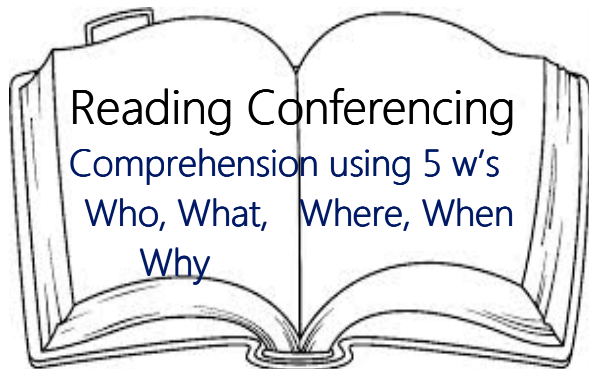 Reading Conferencing
Comprehension using 5 w's
Who, What, Where, When
Why